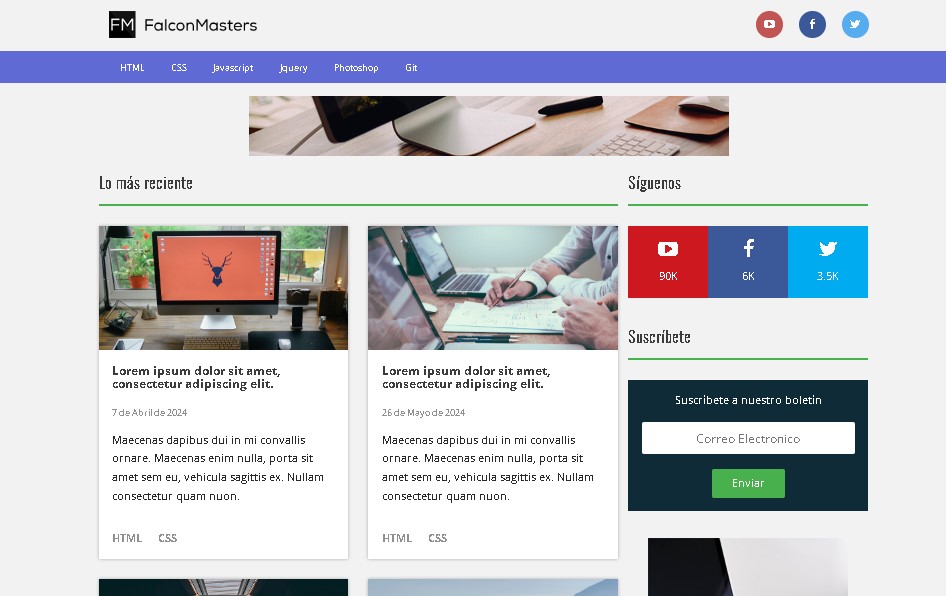 FM FalconMasters
HTML CSS Javascript Jquery Photoshop Git
Lo más reciente
Síguenos
90K 6K 3.5K
Lorem ipsum dolor sit amet,
consectetur adipiscing elit.
7 de Abril de 2024
Maecenas dapibus dui in mi convallis
ornare. Maecenas enim nulla, porta sit
amet sem eu, vehicula sagittis ex. Nullam
consectetur quam nuon.
HTML CSS
Lorem ipsum dolor sit amet,
consectetur adipiscing elit.
26 de Mayo de 2024
Maecenas dapibus dui in mi convallis
ornare. Maecenas enim nulla, porta sit
amet sem eu, vehicula sagittis ex. Nullam
consectetur quam nuon.
HTML CSS
Suscríbete
Suscribete a nuestro boletin
Correo Electronico
Enviar